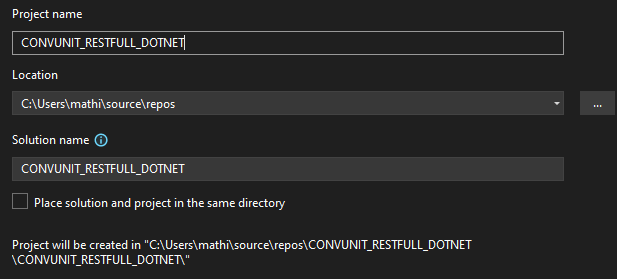 Project name
CONVUNIT_RESTFULL_DOTNET
Location
C:\Users\mathi\source\repos
...
Solution name
CONVUNIT_RESTFULL_DOTNET
Place solution and project in the same directory
Project will be created in "C:\Users\mathi\source\repos\CONVUNIT_RESTFULL_DOTNET
\CONVUNIT_RESTFULL_DOTNET\"